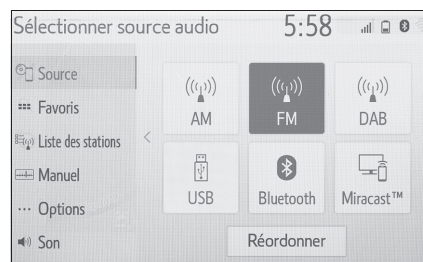 Sélectionner source audio 5:58
Source
Favoris
Liste des stations
Manuel
Options
Son
AM FM DAB
USB Bluetooth Miracast™
Réordonner